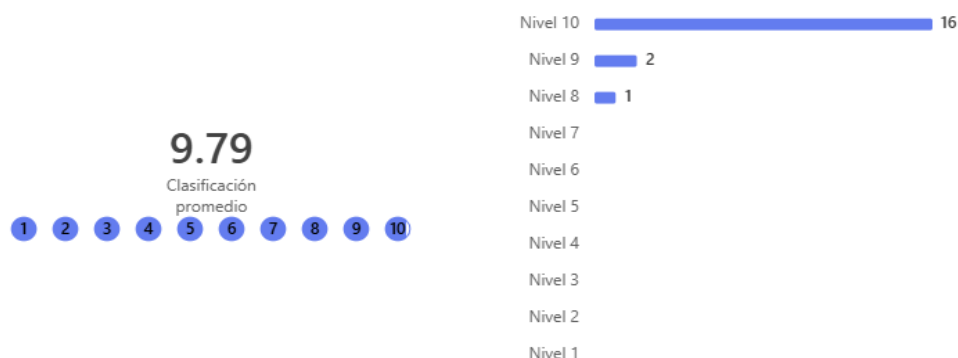 9.79
Clasificación
promedio
1 2 3 4 5 6 7 8 9 10
Nivel 10 16
Nivel 9 2
Nivel 8 1
Nivel 7
Nivel 6
Nivel 5
Nivel 4
Nivel 3
Nivel 2
Nivel 1